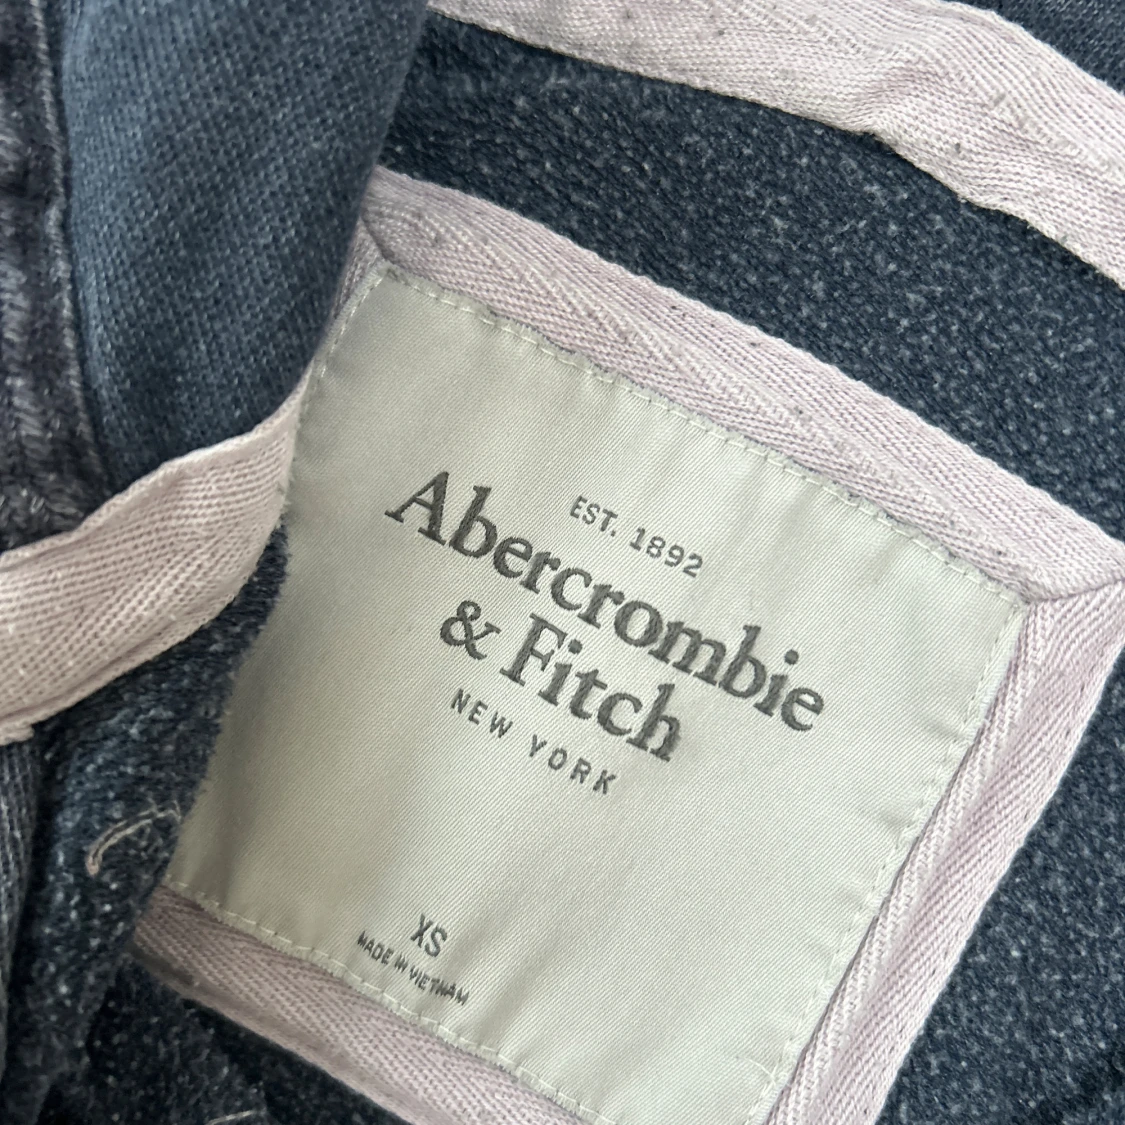 EST. 1892
Abercrombie
& Fitch
NEW YORK
XS
MADE IN VIETNAM